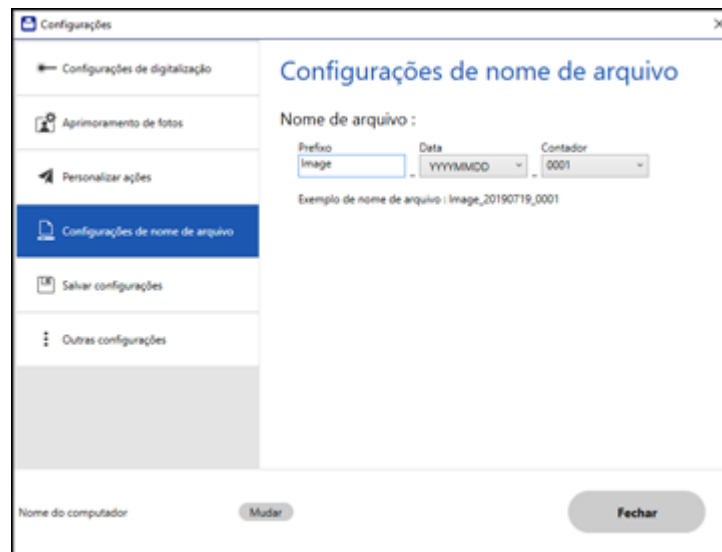 Configurações
Configurações de digitalização
Aprimoramento de fotos
Personalizar ações
Configurações de nome de arquivo
Salvar configurações
Outras configurações
Configurações de nome de arquivo
Nome de arquivo :
Prefixo Data Contador
Image _ YYYYMMDD _ 0001
Exemplo de nome de arquivo : Image_20190719_0001
Nome do computador Mudar Fechar